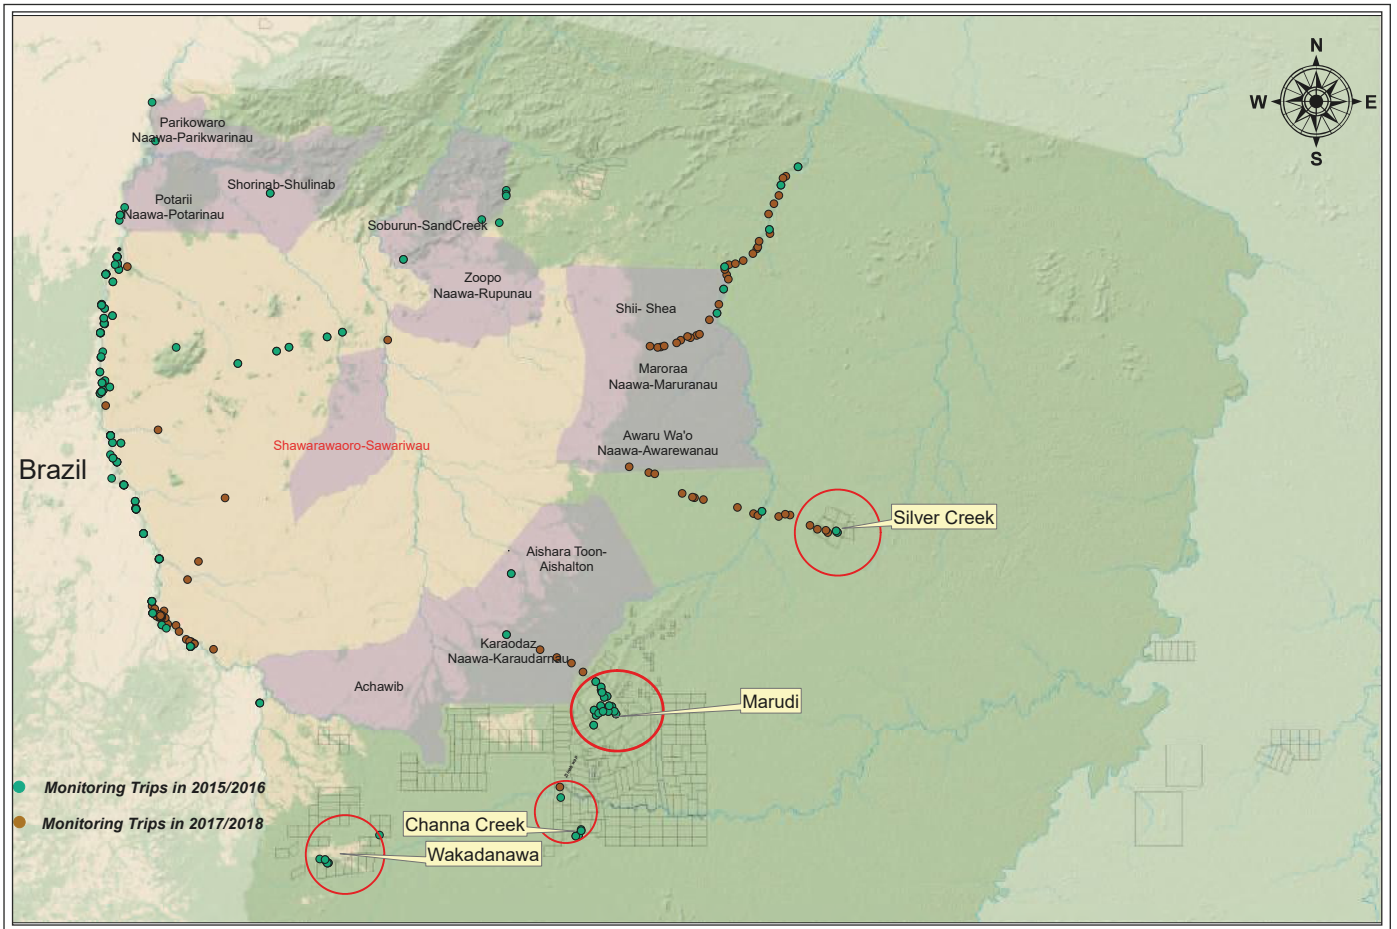 N
W
E
S
Parikowaro
Naawa-Parikwarinau
Shorinab-Shulinab
Potarii
Naawa-Potarinau
Soburun-SandCreek
Zoopo
Naawa-Rupunau
Shii- Shea
Maroraa
Naawa-Maruranau
Awaru Wa'o
Naawa-Awarewanau
Shawarawaoro-Sawariwau
Brazil
Silver Creek
Aishara Toon-
Aishalton
Karaodaz
Naawa-Karaudarnau
Achawib
Marudi
Monitoring Trips in 2015/2016
Monitoring Trips in 2017/2018
Channa Creek
Wakadanawa